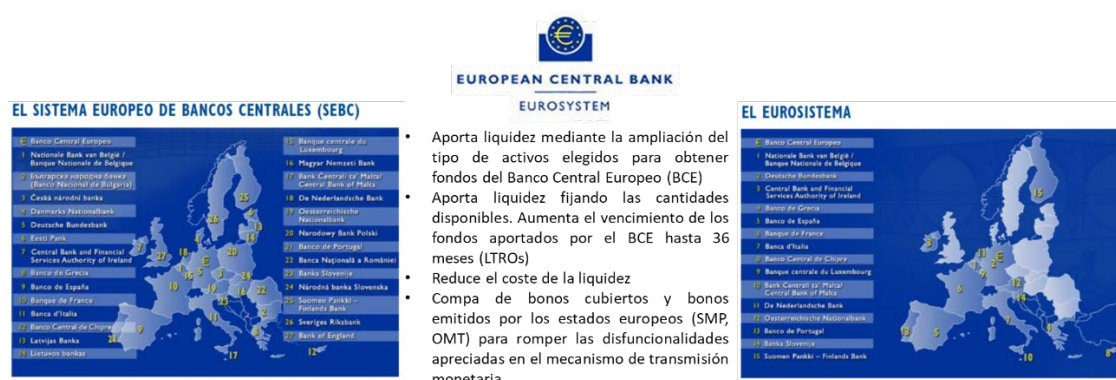 EUROPEAN CENTRAL BANK
EUROSYSTEM
EL SISTEMA EUROPEO DE BANCOS CENTRALES (SEBC)
€ Banco Central Europeo
1 Nationale Bank van België /
Banque Nationale de Belgique
2 Българска народна банка
(Banco Nacional de Bulgaria)
3 Česká národní banka
4 Danmarks Nationalbank
5 Deutsche Bundesbank
6 Eesti Pank
7 Central Bank and Financial
Services Authority of Ireland
8 Banco de Grecia
9 Banco de España
10 Banque de France
11 Banca d'Italia
12 Banco Central de Chipre
13 Latvijas Banka
14 Lietuvos bankas
15 Banque centrale du
Luxembourg
16 Magyar Nemzeti Bank
17 Bank Ċentrali ta' Malta/
Central Bank of Malta
18 De Nederlandsche Bank
19 Oesterreichische
Nationalbank
20 Narodowy Bank Polski
21 Banco de Portugal
22 Banca Naţională a României
23 Banka Slovenije
24 Národná banka Slovenska
25 Suomen Pankki –
Finlands Bank
26 Sveriges Riksbank
27 Bank of England
• Aporta liquidez mediante la ampliación del
tipo de activos elegidos para obtener
fondos del Banco Central Europeo (BCE)
• Aporta liquidez fijando las cantidades
disponibles. Aumenta el vencimiento de los
fondos aportados por el BCE hasta 36
meses (LTROs)
• Reduce el coste de la liquidez
• Compa de bonos cubiertos y bonos
emitidos por los estados europeos (SMP,
OMT) para romper las disfuncionalidades
apreciadas en el mecanismo de transmisión
monetaria
EL EUROSISTEMA
€ Banco Central Europeo
1 Nationale Bank van België /
Banque Nationale de Belgique
2 Deutsche Bundesbank
3 Central Bank and Financial
Services Authority of Ireland
4 Banco de Grecia
5 Banco de España
6 Banque de France
7 Banca d'Italia
8 Banco Central de Chipre
9 Banque centrale du Luxembourg
10 Bank Ċentrali ta' Malta/
Central Bank of Malta
11 De Nederlandsche Bank
12 Oesterreichische Nationalbank
13 Banco de Portugal
14 Banka Slovenije
15 Suomen Pankki – Finlands Bank